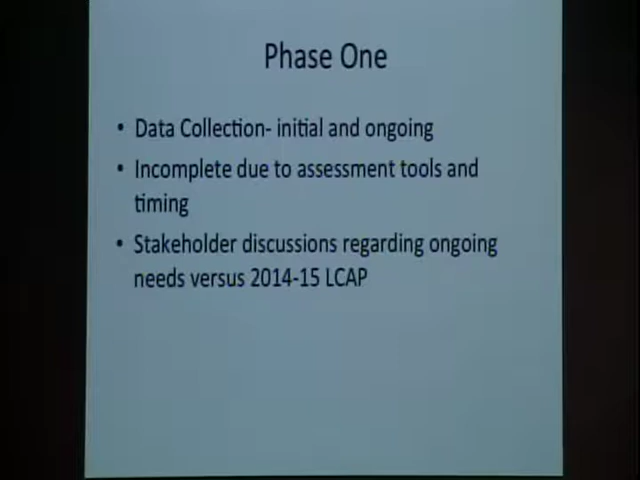 Phase One
• Data Collection- initial and ongoing
• Incomplete due to assessment tools and
timing
• Stakeholder discussions regarding ongoing
needs versus 2014-15 LCAP